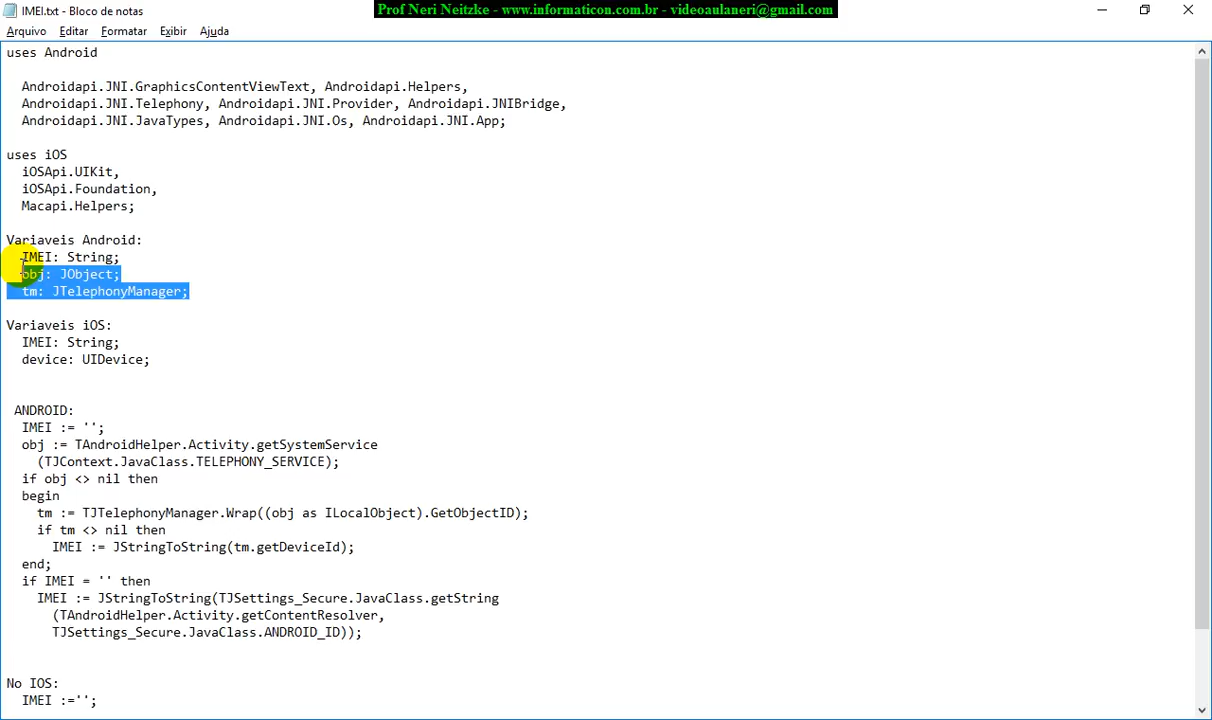 IMEI.txt - Bloco de notas
Prof Neri Neitzke - www.informaticon.com.br - videoaulaneri@gmail.com
Arquivo Editar Formatar Exibir Ajuda
uses Android
Androidapi.JNI.GraphicsContentViewText, Androidapi.Helpers,
Androidapi.JNI.Telephony, Androidapi.JNI.Provider, Androidapi.JNIBridge,
Androidapi.JNI.JavaTypes, Androidapi.JNI.Os, Androidapi.JNI.App;
uses iOS
iOSApi.UIKit,
iOSApi.Foundation,
Macapi.Helpers;
Variaveis Android:
IMEI: String;
obj: JObject;
tm: JTelephonyManager;
Variaveis iOS:
IMEI: String;
device: UIDevice;
ANDROID:
IMEI := '';
obj := TAndroidHelper.Activity.getSystemService
(TJContext.JavaClass.TELEPHONY_SERVICE);
if obj <> nil then
begin
tm := TJTelephonyManager.Wrap((obj as ILocalObject).GetObjectID);
if tm <> nil then
IMEI := JStringToString(tm.getDeviceId);
end;
if IMEI = '' then
IMEI := JStringToString(TJSettings_Secure.JavaClass.getString
(TAndroidHelper.Activity.getContentResolver,
TJSettings_Secure.JavaClass.ANDROID_ID));
No IOS:
IMEI :='';